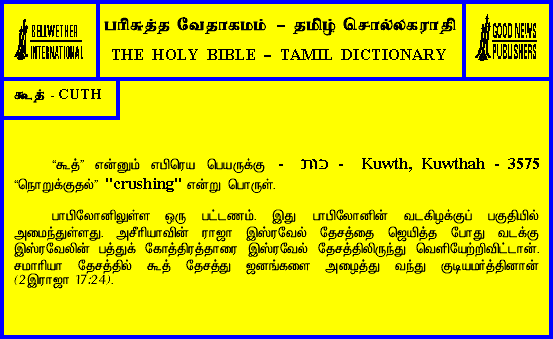 BELLWETHER
INTERNATIONAL
பரிசுத்த வேதாகமம் – தமிழ் சொல்லகராதி
THE HOLY BIBLE – TAMIL DICTIONARY
GOOD NEWS
PUBLISHERS
கூத் - CUTH
“கூத்” என்னும் எபிரெய பெயருக்கு - כּוּת - Kuwth, Kuwthah - 3575
“நொறுக்குதல்” "crushing" என்று பொருள்.
பாபிலோனிலுள்ள ஒரு பட்டணம். இது பாபிலோனின் வடகிழக்குப் பகுதியில்
அமைந்துள்ளது. அசீரியாவின் ராஜா இஸ்ரவேல் தேசத்தை ஜெயித்த போது வடக்கு
இஸ்ரவேலின் பத்துக் கோத்திரத்தாரை இஸ்ரவேல் தேசத்திலிருந்து வெளியேற்றிவிட்டான்.
சமாரியா தேசத்தில் கூத் தேசத்து ஜனங்களை அழைத்து வந்து குடியமர்த்தினான்
(2இராஜா 17:24).